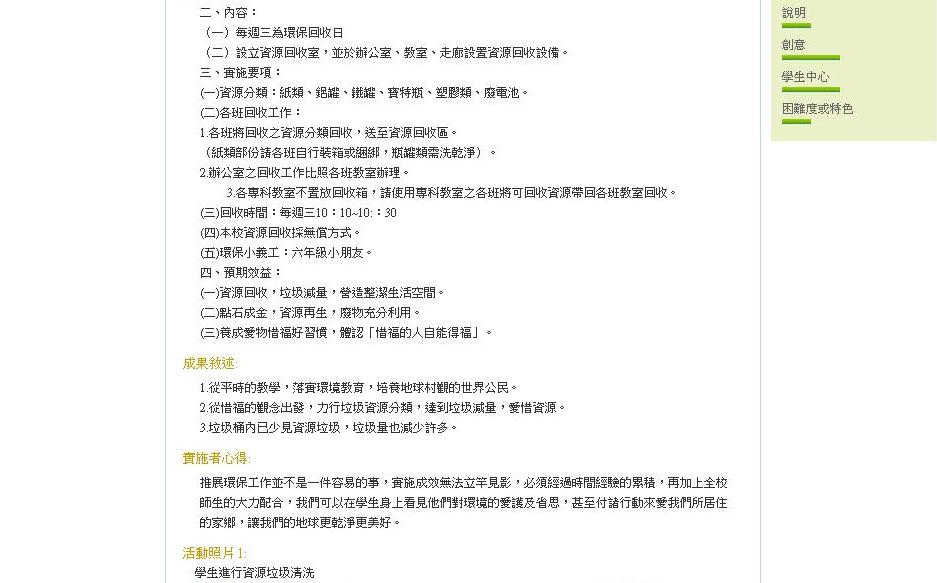 二、內容：
（一）每週三為環保回收日
（二）設立資源回收室，並於辦公室、教室、走廊設置資源回收設備。
三、實施要項：
(一)資源分類：紙類、鋁罐、鐵罐、寶特瓶、塑膠類、廢電池。
(二)各班回收工作：
1.各班將回收之資源分類回收，送至資源回收區。
（紙類部份請各班自行裝箱或綑綁，瓶罐類需洗乾淨）。
2.辦公室之回收工作比照各班教室辦理。
3.各專科教室不置放回收箱，請使用專科教室之各班將可回收資源帶回各班教室回收。
(三)回收時間：每週三10：10~10:：30
(四)本校資源回收採無償方式。
(五)環保小義工：六年級小朋友。
四、預期效益：
(一)資源回收，垃圾減量，營造整潔生活空間。
(二)點石成金，資源再生，廢物充分利用。
(三)養成愛物惜福好習慣，體認「惜福的人自能得福」。
成果敘述:
1.從平時的教學，落實環境教育，培養地球村觀的世界公民。
2.從惜福的觀念出發，力行垃圾資源分類，達到垃圾減量，愛惜資源。
3.垃圾桶內已少見資源垃圾，垃圾量也減少許多。
實施者心得:
推展環保工作並不是一件容易的事，實施成效無法立竿見影，必須經過時間經驗的累積，再加上全校
師生的大力配合，我們可以在學生身上看見他們對環境的愛護及省思，甚至付諸行動來愛我們所居住
的家鄉，讓我們的地球更乾淨更美好。
活動照片1:
學生進行資源垃圾清洗
說明
創意
學生中心
困難度或特色